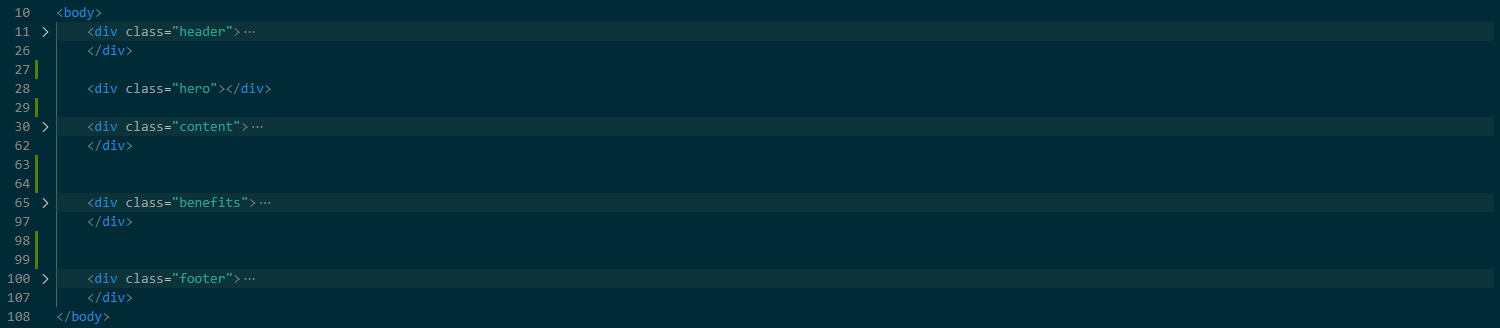 10 <body>
11 > <div class="header">···
26 </div>
27
28 <div class="hero"></div>
29
30 > <div class="content">···
62 </div>
63
64
65 > <div class="benefits">···
97 </div>
98
99
100 > <div class="footer">···
107 </div>
108 </body>